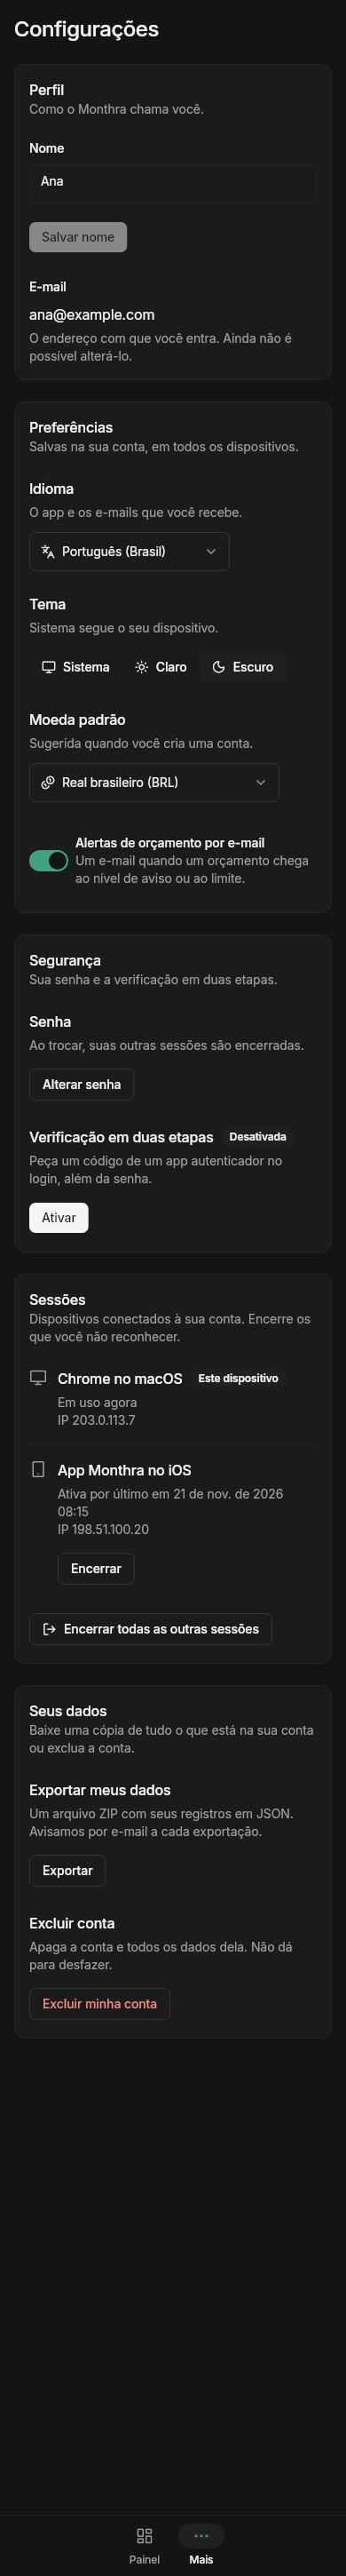 Configurações
Perfil
Como o Monthra chama você.
Nome
Ana
Salvar nome
E-mail
ana@example.com
O endereço com que você entra. Ainda não é
possível alterá-lo.
Preferências
Salvas na sua conta, em todos os dispositivos.
Idioma
O app e os e-mails que você recebe.
Português (Brasil)
Tema
Sistema segue o seu dispositivo.
Sistema Claro Escuro
Moeda padrão
Sugerida quando você cria uma conta.
Real brasileiro (BRL)
Alertas de orçamento por e-mail
Um e-mail quando um orçamento chega
ao nível de aviso ou ao limite.
Segurança
Sua senha e a verificação em duas etapas.
Senha
Ao trocar, suas outras sessões são encerradas.
Alterar senha
Verificação em duas etapas Desativada
Peça um código de um app autenticador no
login, além da senha.
Ativar
Sessões
Dispositivos conectados à sua conta. Encerre os
que você não reconhecer.
Chrome no macOS Este dispositivo
Em uso agora
IP 203.0.113.7
App Monthra no iOS
Ativa por último em 21 de nov. de 2026
08:15
IP 198.51.100.20
Encerrar
Encerrar todas as outras sessões
Seus dados
Baixe uma cópia de tudo o que está na sua conta
ou exclua a conta.
Exportar meus dados
Um arquivo ZIP com seus registros em JSON.
Avisamos por e-mail a cada exportação.
Exportar
Excluir conta
Apaga a conta e todos os dados dela. Não dá
para desfazer.
Excluir minha conta
Painel Mais